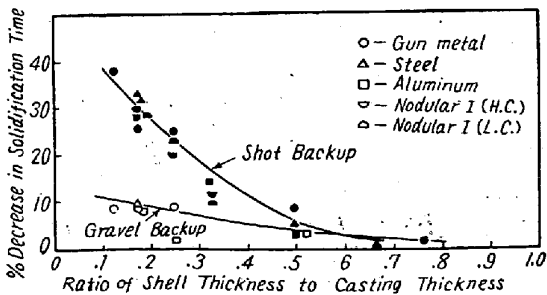 % Decrease in Solidification Time
40
30
20
10
0
○ - Gun metal
△ - Steel
□ - Aluminum
- Nodular I (H.C.)
- Nodular I (L.C.)
Shot Backup
Gravel Backup
0 .1 .2 .3 .4 .5 .6 .7 .8 .9 1.0
Ratio of Shell Thickness to Casting Thickness